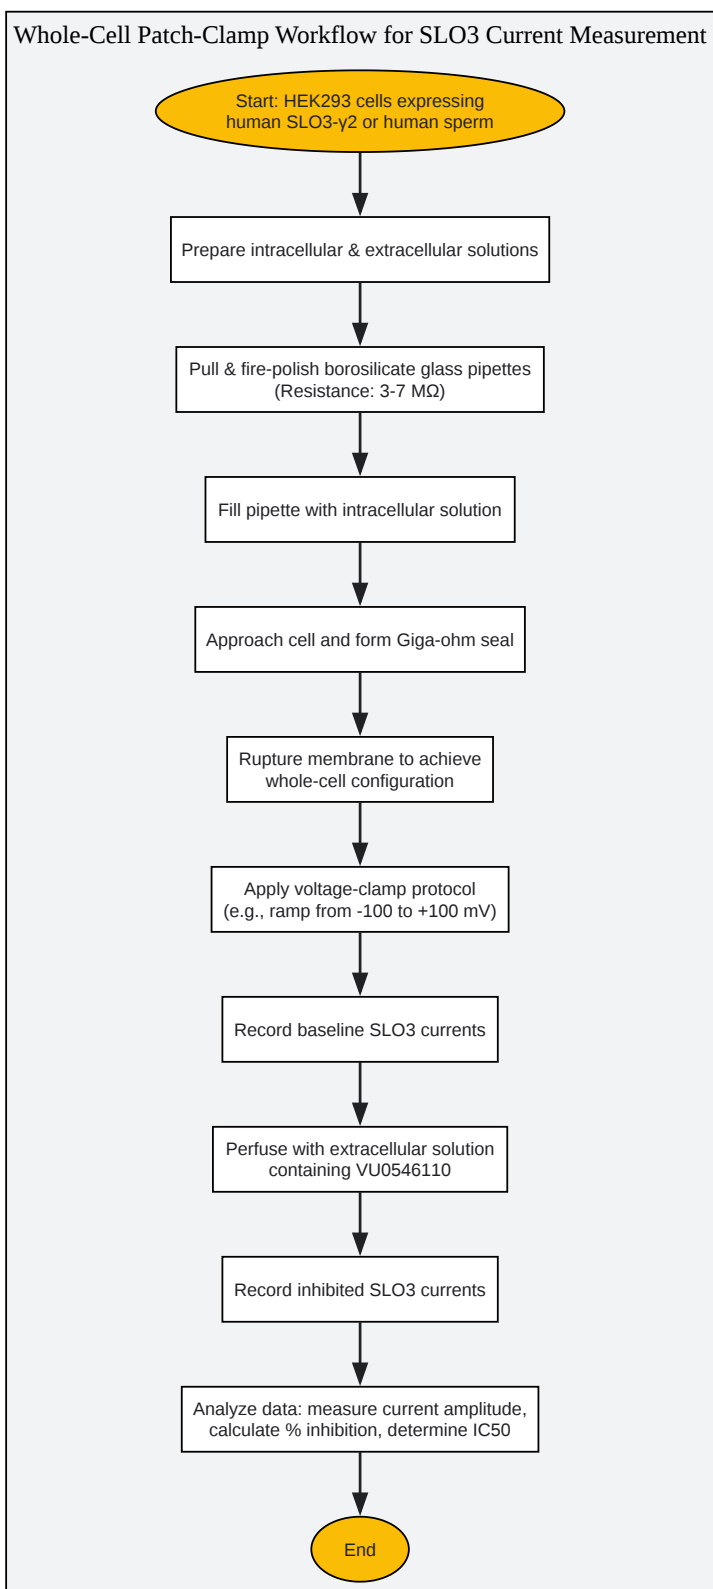 Whole-Cell Patch-Clamp Workflow for SLO3 Current Measurement
Start: HEK293 cells expressing
human SLO3-γ2 or human sperm
Prepare intracellular & extracellular solutions
Pull & fire-polish borosilicate glass pipettes
(Resistance: 3-7 MΩ)
Fill pipette with intracellular solution
Approach cell and form Giga-ohm seal
Rupture membrane to achieve
whole-cell configuration
Apply voltage-clamp protocol
(e.g., ramp from -100 to +100 mV)
Record baseline SLO3 currents
Perfuse with extracellular solution
containing VU0546110
Record inhibited SLO3 currents
Analyze data: measure current amplitude,
calculate % inhibition, determine IC50
End